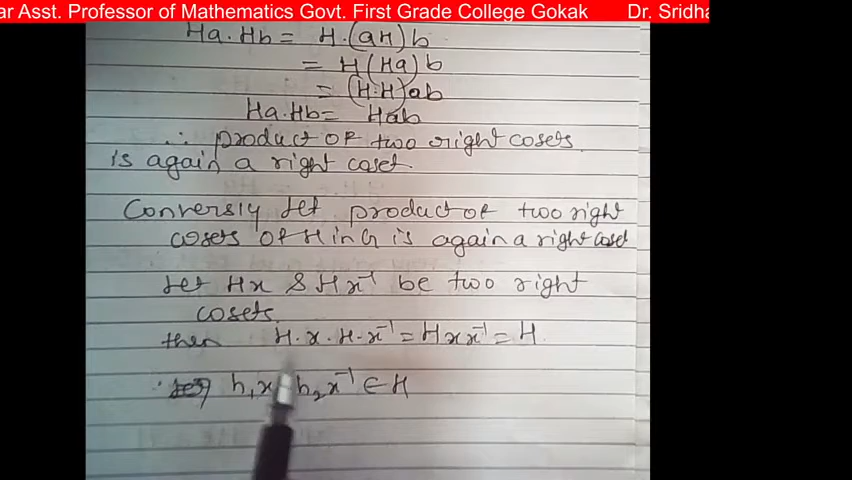 ar Asst. Professor of Mathematics Govt. First Grade College Gokak Dr. Sridha
Ha.Hb = H.(aH)b
= H(Ha)b
= (H.H)ab
Ha.Hb = Hab
∴ product of two right cosets
is again a right coset.
Conversly let product of two right
cosets of H in G is again a right coset
let Hx & Hx⁻¹ be two right
cosets
then H.x.H.x⁻¹ = Hxx⁻¹ = H.
h₁x h₂x⁻¹ ∈ H